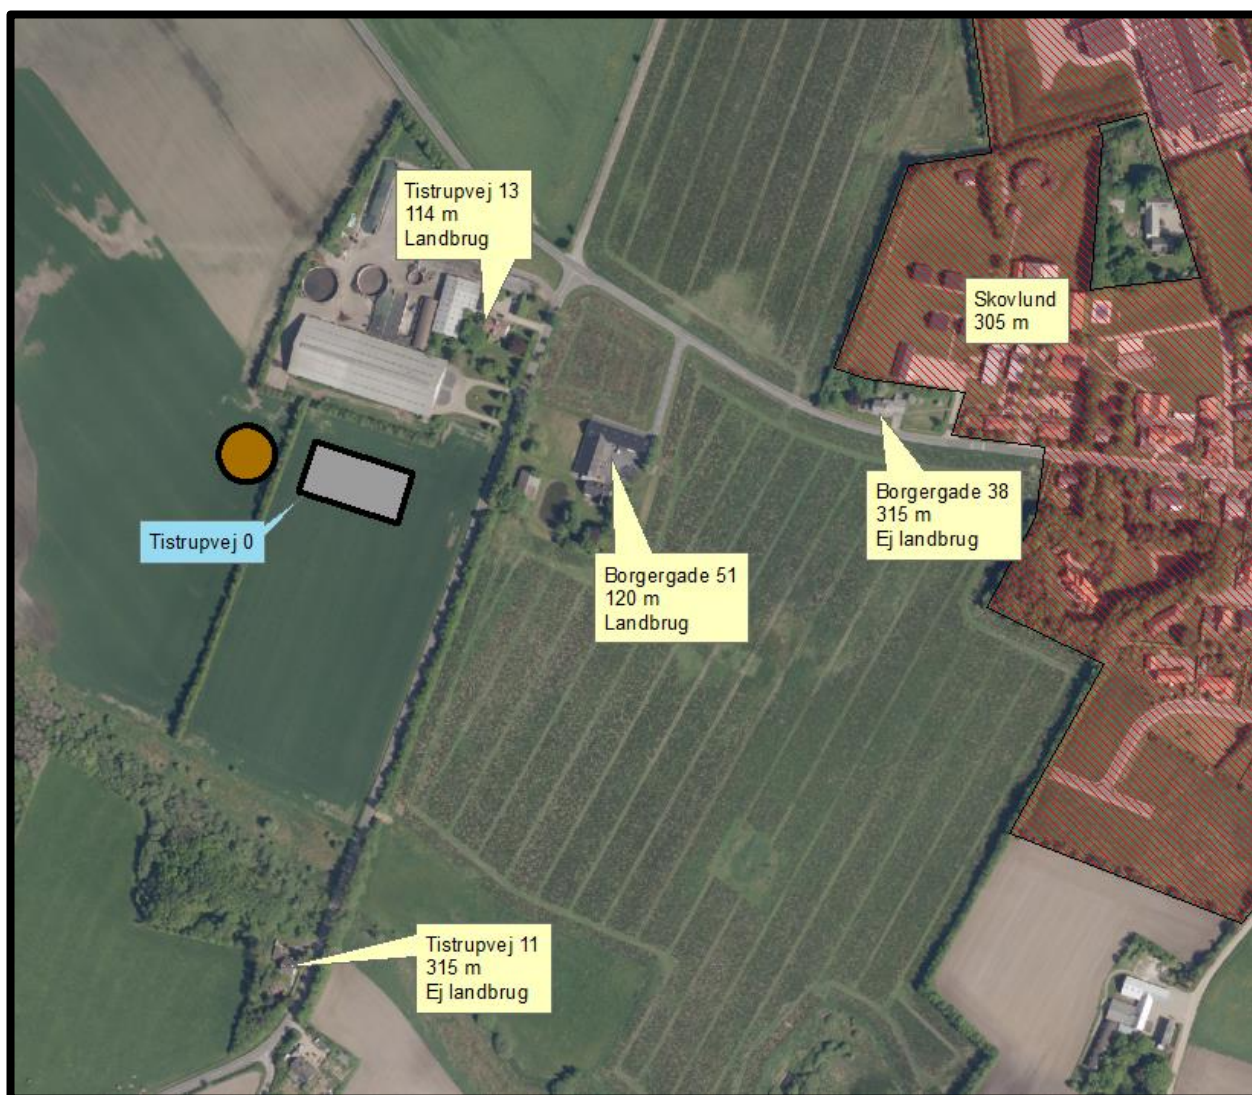 Tistrupvej 13
114 m
Landbrug
Skovlund
305 m
Borgergade 38
315 m
Ej landbrug
Tistrupvej 0
Borgergade 51
120 m
Landbrug
Tistrupvej 11
315 m
Ej landbrug